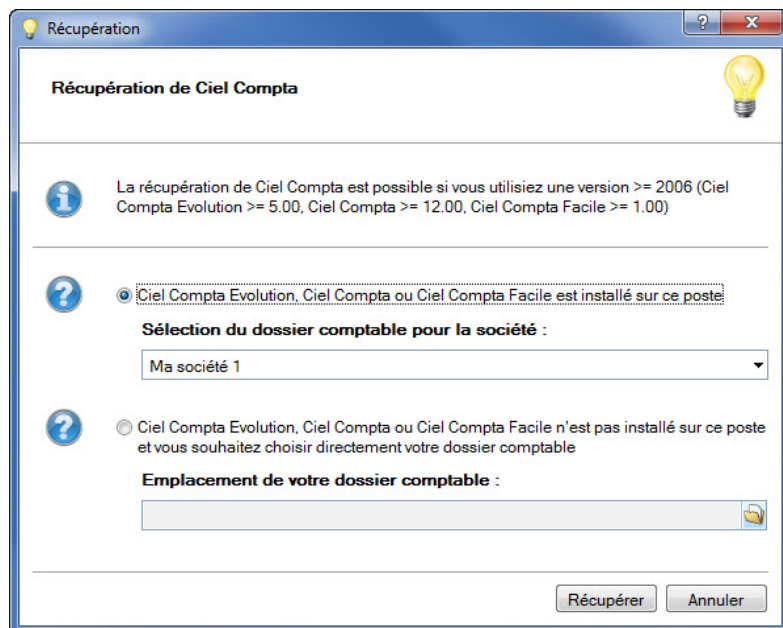 Récupération
Récupération de Ciel Compta
La récupération de Ciel Compta est possible si vous utilisiez une version >= 2006 (Ciel
Compta Evolution >= 5.00, Ciel Compta >= 12.00, Ciel Compta Facile >= 1.00)
Ciel Compta Evolution, Ciel Compta ou Ciel Compta Facile est installé sur ce poste
Sélection du dossier comptable pour la société :
Ma société 1
Ciel Compta Evolution, Ciel Compta ou Ciel Compta Facile n'est pas installé sur ce poste
et vous souhaitez choisir directement votre dossier comptable
Emplacement de votre dossier comptable :
Récupérer Annuler